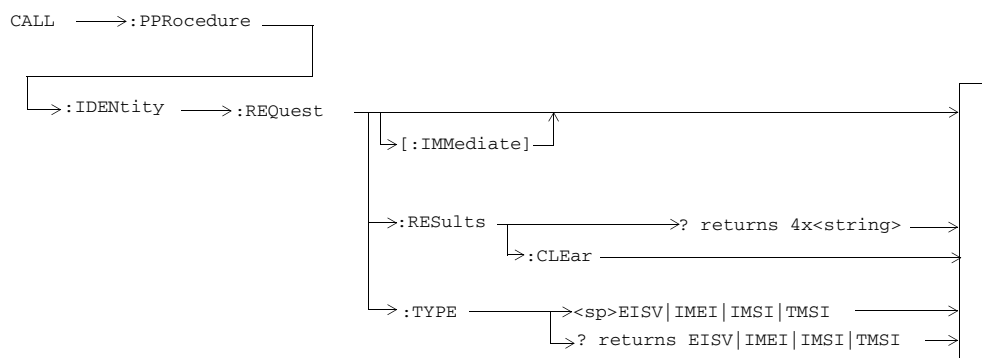 CALL :PPRocedure
:IDENtity :REQuest
[:IMMediate]
:RESults ? returns 4x<string>
:CLEar
:TYPE <sp>EISV|IMEI|IMSI|TMSI
? returns EISV|IMEI|IMSI|TMSI